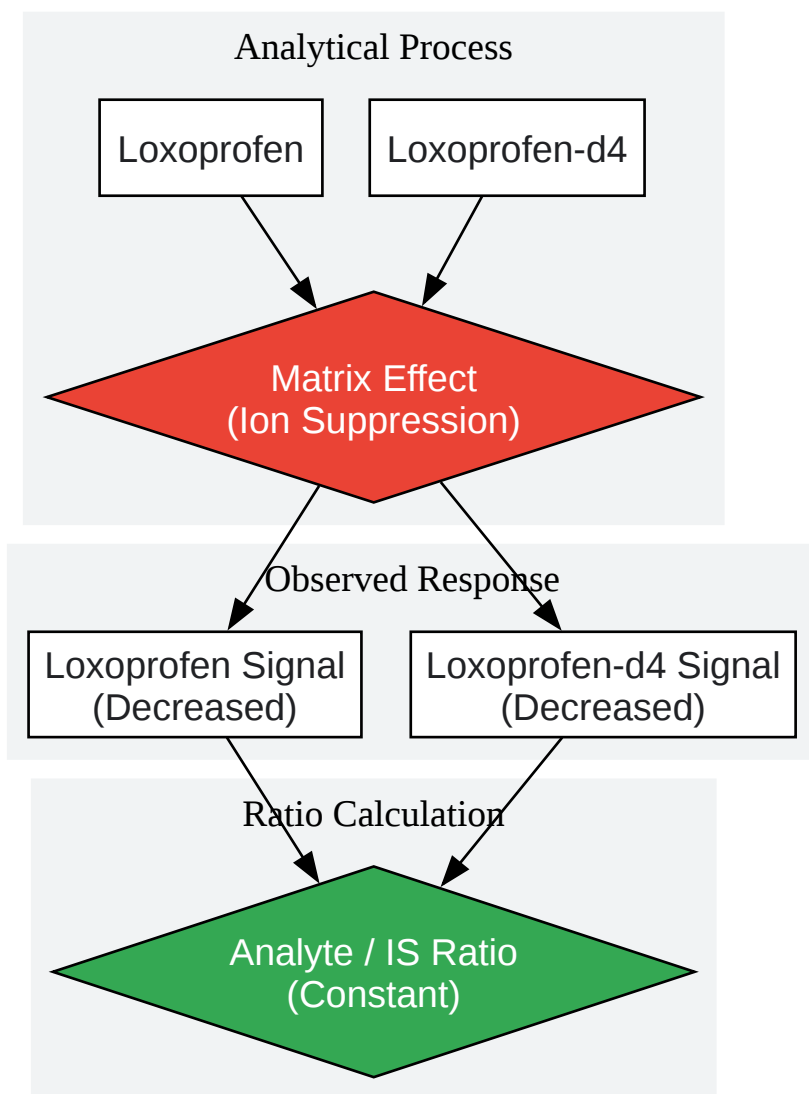 Analytical Process
Loxoprofen
Loxoprofen-d4
Matrix Effect
(Ion Suppression)
Observed Response
Loxoprofen Signal
(Decreased)
Loxoprofen-d4 Signal
(Decreased)
Ratio Calculation
Analyte / IS Ratio
(Constant)